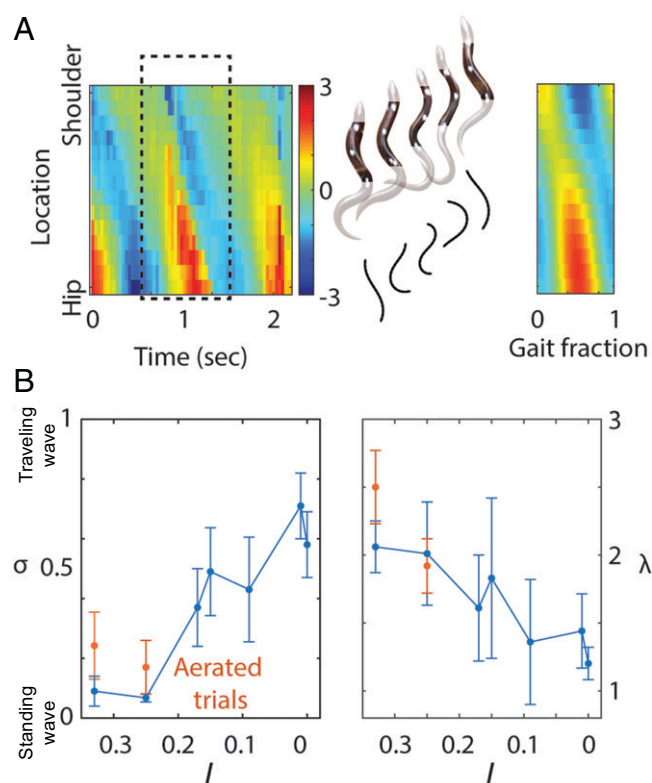 A
Shoulder
Location
Hip
3
0
-3
0
1
2
Time (sec)
0
1
Gait fraction
B
Traveling
wave
Standing
wave
σ
1
0.5
0
Aerated
trials
0.3
0.2
0.1
0
l
3
2
1
λ
0.3
0.2
0.1
0
l